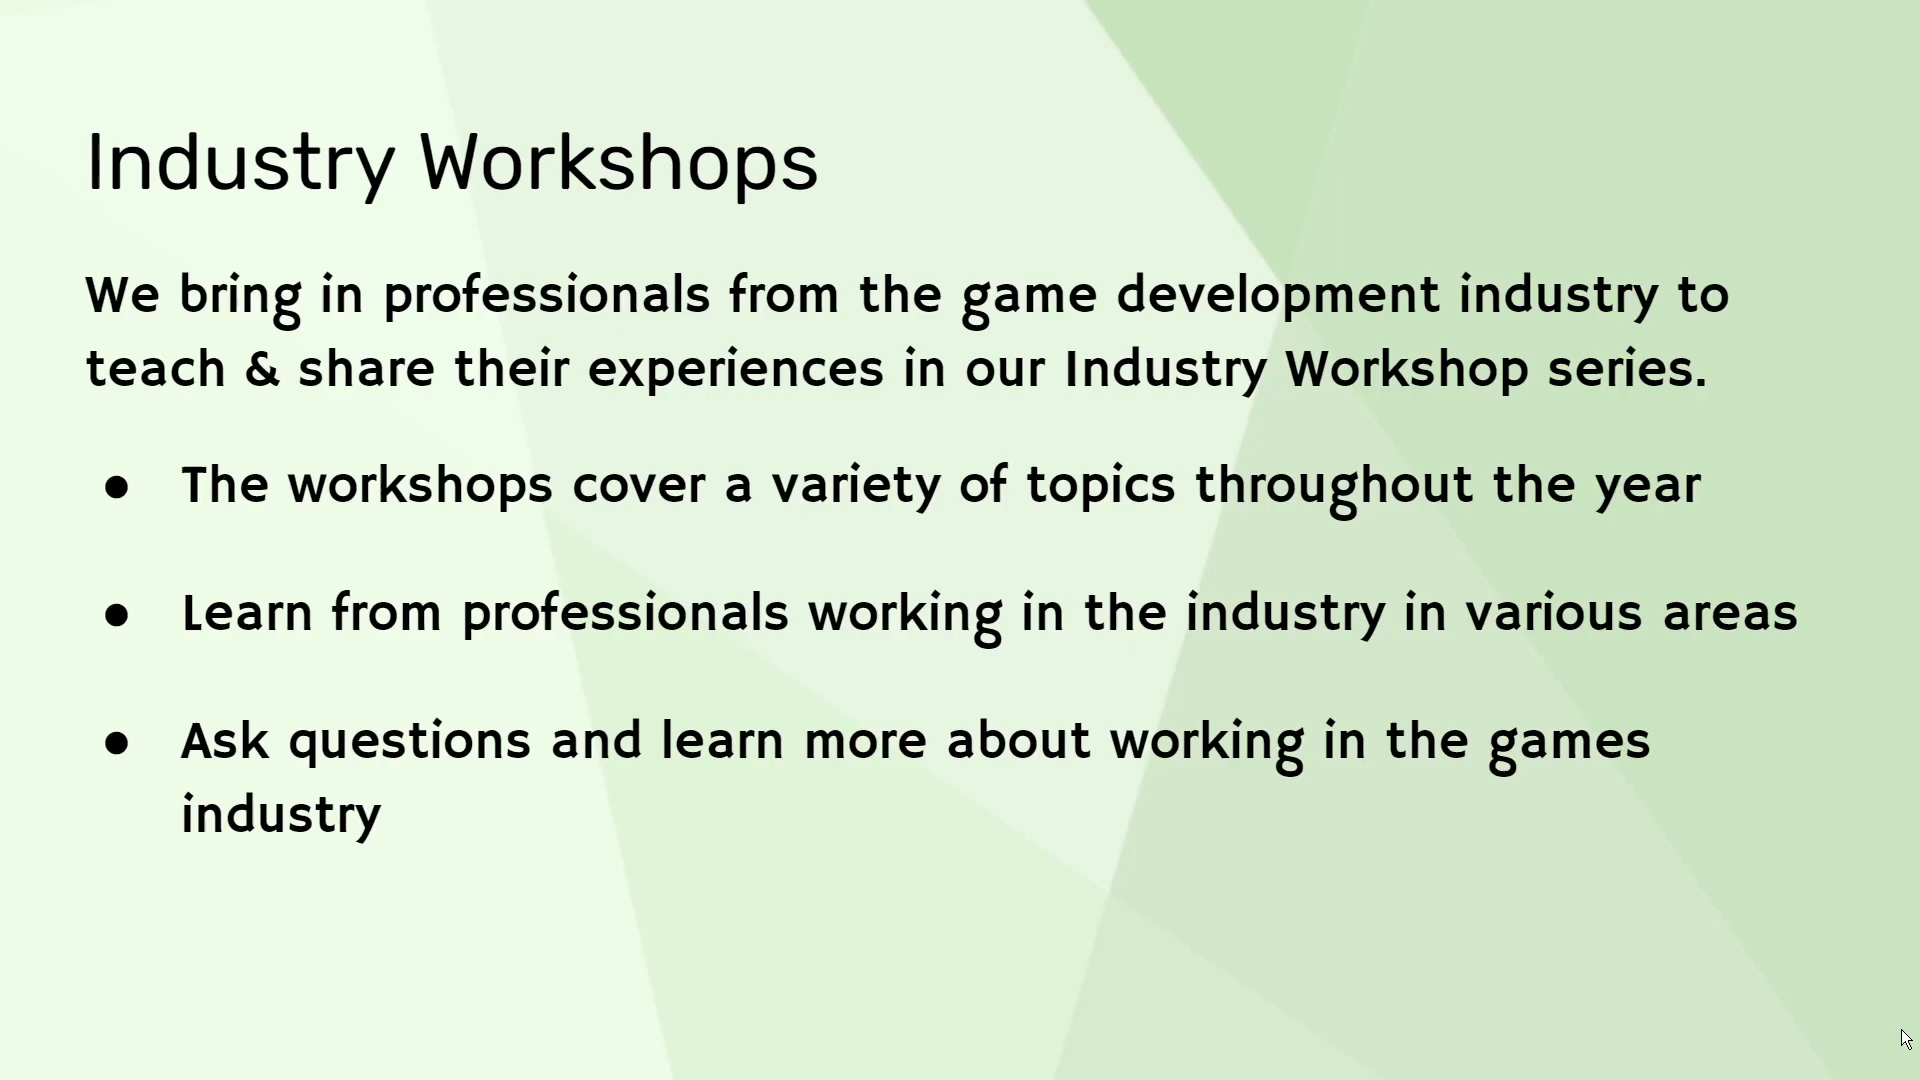 Industry Workshops
We bring in professionals from the game development industry to
teach & share their experiences in our Industry Workshop series.
● The workshops cover a variety of topics throughout the year
● Learn from professionals working in the industry in various areas
● Ask questions and learn more about working in the games
industry